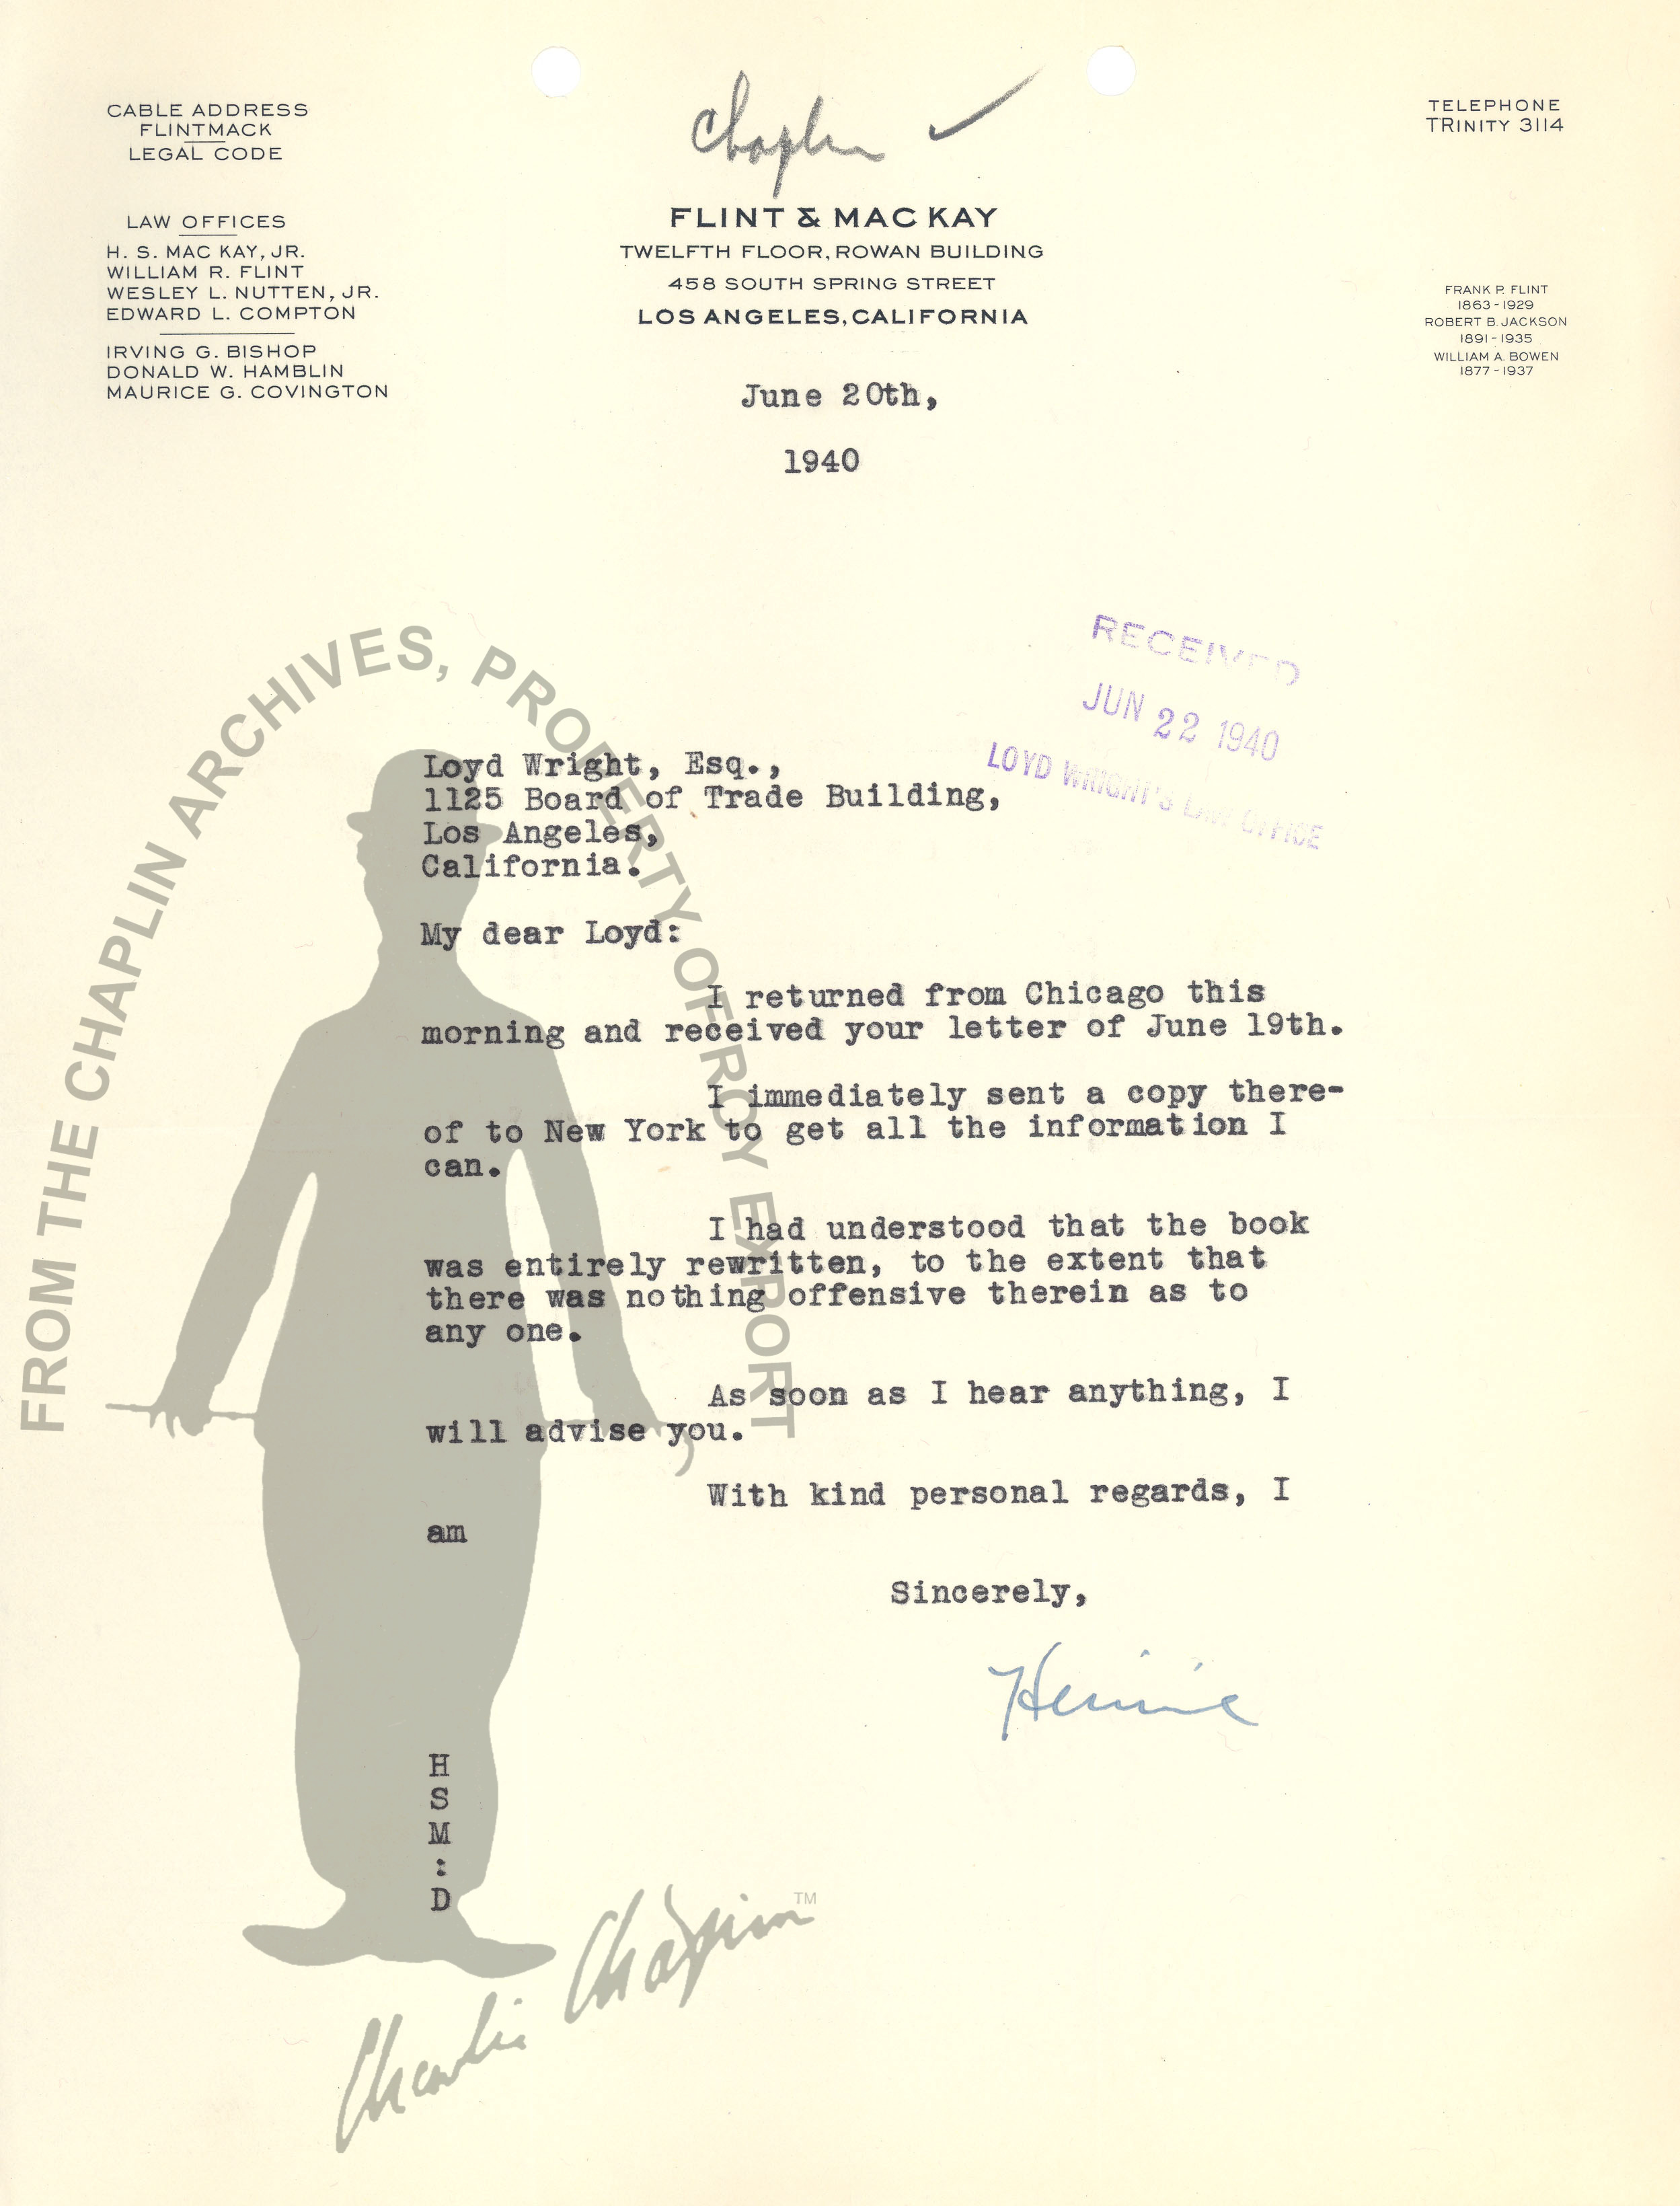 Chaplin
CABLE ADDRESS
FLINTMACK
LEGAL CODE
TELEPHONE
TRINITY 3114
LAW OFFICES
H. S. MAC KAY, JR.
WILLIAM R. FLINT
WESLEY L. NUTTEN, JR.
EDWARD L. COMPTON
IRVING G. BISHOP
DONALD W. HAMBLIN
MAURICE G. COVINGTON
FLINT & MAC KAY
TWELFTH FLOOR, ROWAN BUILDING
458 SOUTH SPRING STREET
LOS ANGELES, CALIFORNIA
FRANK P. FLINT
1863-1929
ROBERT B. JACKSON
1891-1935
WILLIAM A. BOWEN
1877-1937
June 20th,
1940
RECEIVED
JUN 22 1940
LOYD WRIGHT'S LAW OFFICE
FROM THE CHAPLIN ARCHIVES, PROPERTY OF ROY EXPORT
Loyd Wright, Esq.,
1125 Board of Trade Building,
Los Angeles,
California.
My dear Loyd:
I returned from Chicago this
morning and received your letter of June 19th.
I immediately sent a copy there-
of to New York to get all the information I
can.
I had understood that the book
was entirely rewritten, to the extent that
there was nothing offensive therein as to
any one.
As soon as I hear anything, I
will advise you.
With kind personal regards, I
am
Sincerely,
Heinie
H
S
M
:
D
Charlie Chaplin TM